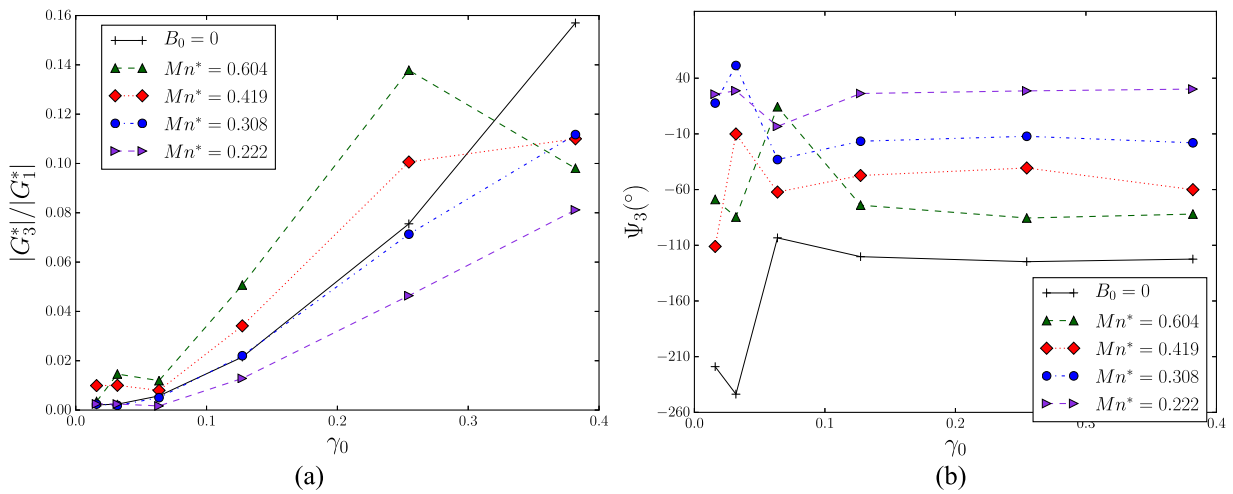 0.16
0.14
0.12
0.10
0.08
0.06
0.04
0.02
0.00
|G₃*|/|G₁*|
B₀ = 0
Mn* = 0.604
Mn* = 0.419
Mn* = 0.308
Mn* = 0.222
0.0 0.1 0.2 0.3 0.4
γ₀
(a)
40
−10
−60
−110
−160
−210
−260
Ψ₃(°)
B₀ = 0
Mn* = 0.604
Mn* = 0.419
Mn* = 0.308
Mn* = 0.222
0.0 0.1 0.2 0.3 0.4
γ₀
(b)